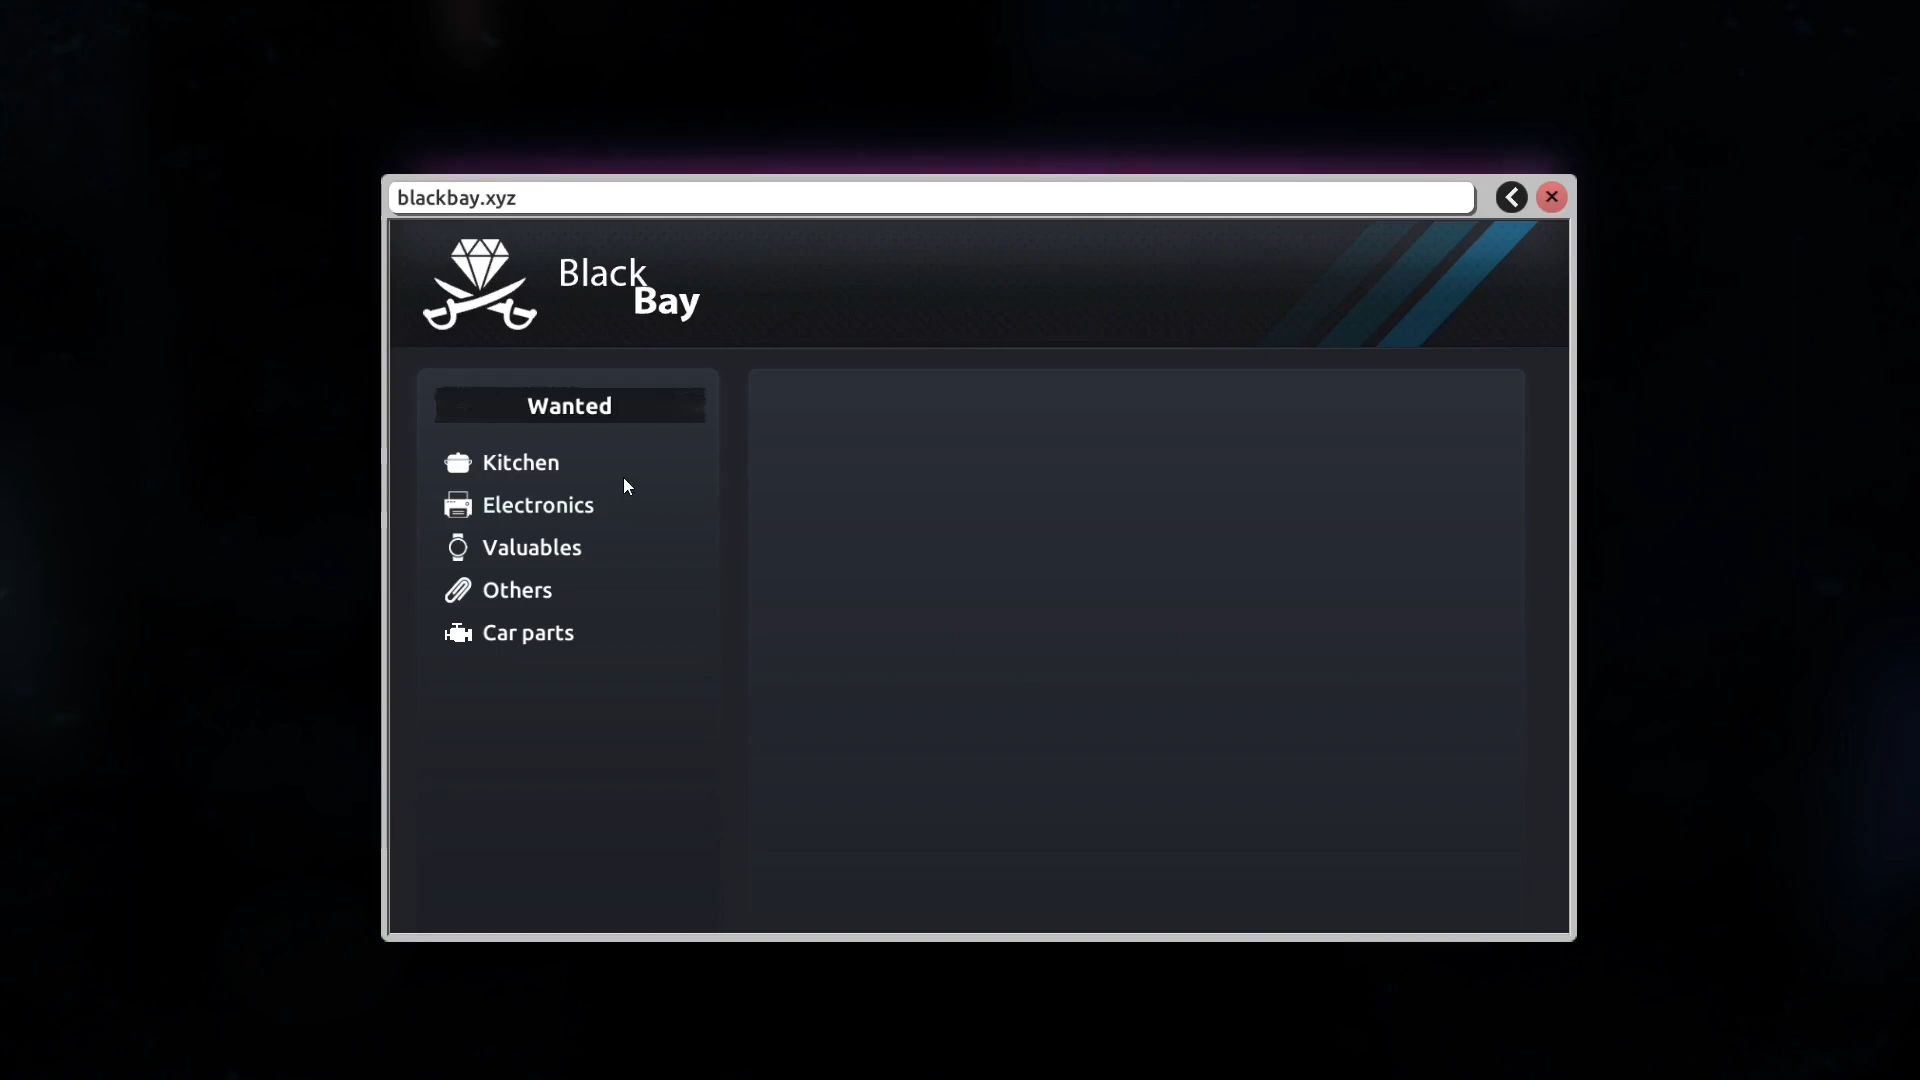 blackbay.xyz
Black
Bay
Wanted
Kitchen
Electronics
Valuables
Others
Car parts